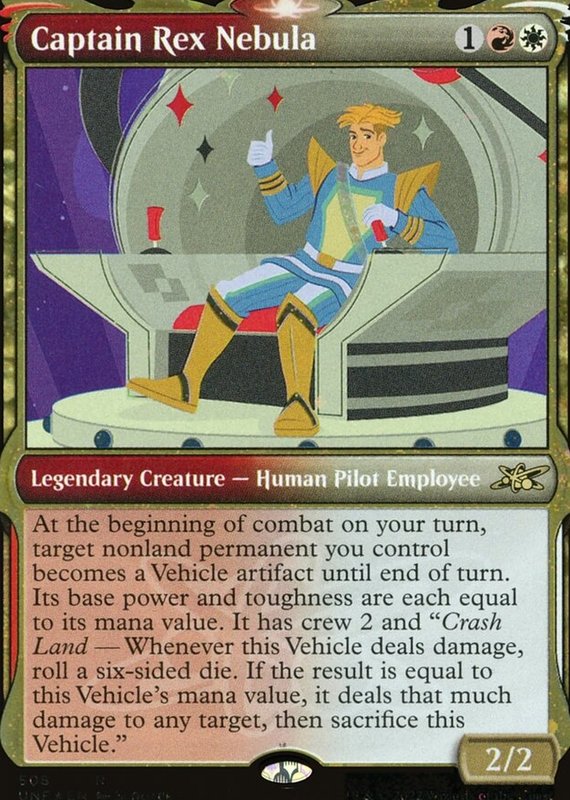 Captain Rex Nebula 1
Legendary Creature — Human Pilot Employee
At the beginning of combat on your turn,
target nonland permanent you control
becomes a Vehicle artifact until end of turn.
Its base power and toughness are each equal
to its mana value. It has crew 2 and “Crash
Land — Whenever this Vehicle deals damage,
roll a six-sided die. If the result is equal to
this Vehicle’s mana value, it deals that much
damage to any target, then sacrifice this
Vehicle.”
2/2